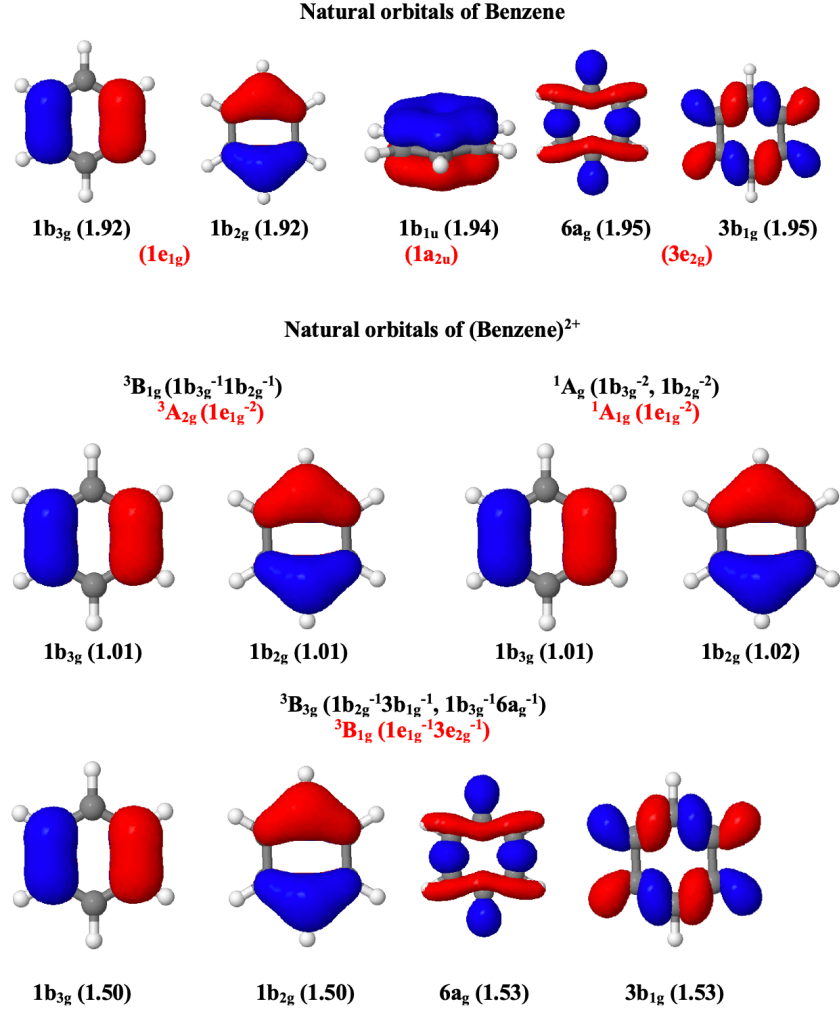 Natural orbitals of Benzene
1b₃g (1.92) 1b₂g (1.92) 1b₁u (1.94) 6ag (1.95) 3b₁g (1.95)
(1e₁g) (1a₂u) (3e₂g)
Natural orbitals of (Benzene)²⁺
³B₁g (1b₃g⁻¹1b₂g⁻¹) ¹Ag (1b₃g⁻², 1b₂g⁻²)
³A₂g (1e₁g⁻²) ¹A₁g (1e₁g⁻²)
1b₃g (1.01) 1b₂g (1.01) 1b₃g (1.01) 1b₂g (1.02)
³B₃g (1b₂g⁻¹3b₁g⁻¹, 1b₃g⁻¹6ag⁻¹)
³B₁g (1e₁g⁻¹3e₂g⁻¹)
1b₃g (1.50) 1b₂g (1.50) 6ag (1.53) 3b₁g (1.53)